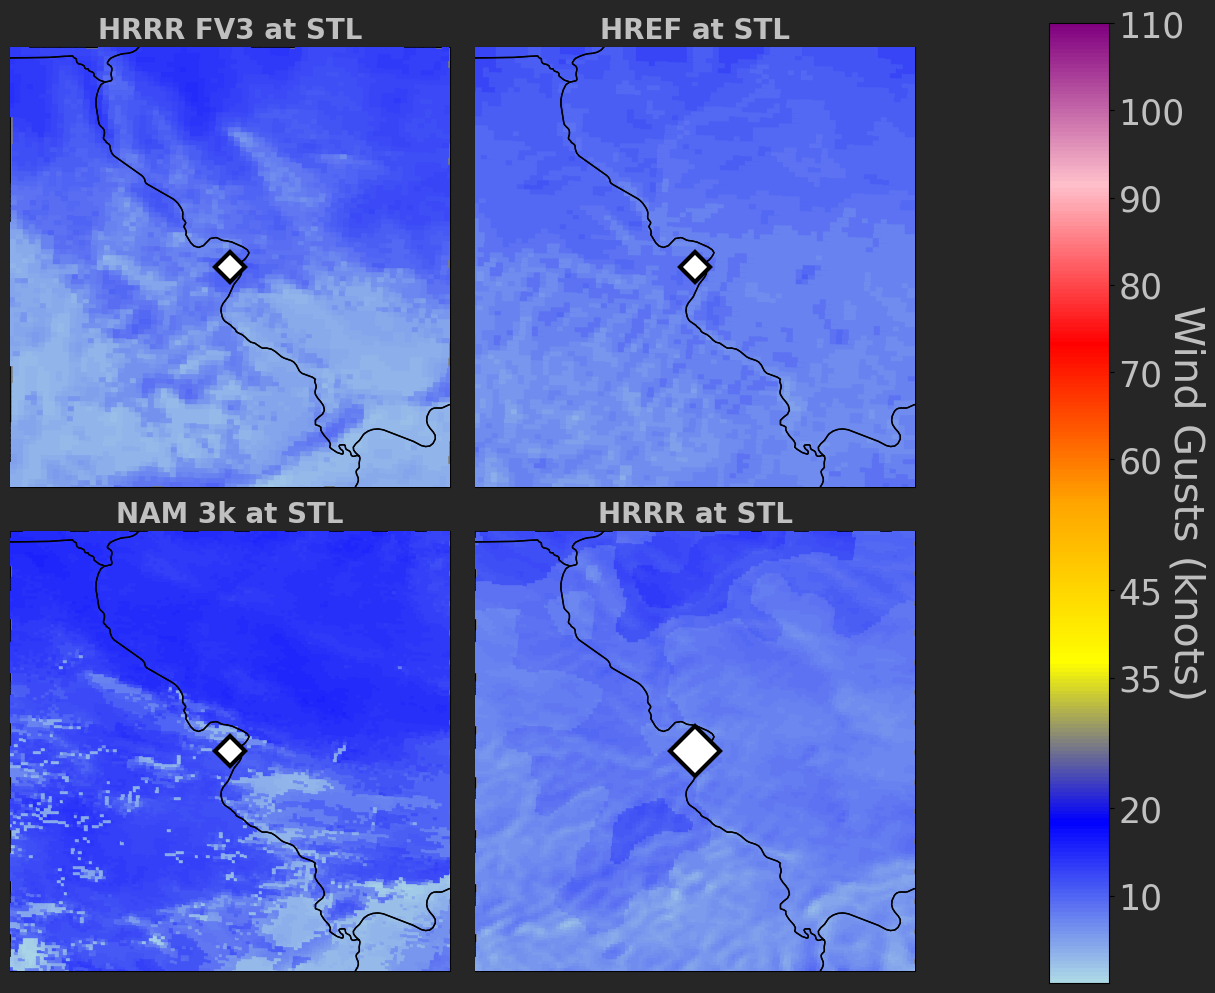 HRRR FV3 at STL
HREF at STL
NAM 3k at STL
HRRR at STL
110
100
90
80
70
60
45
35
20
10
Wind Gusts (knots)